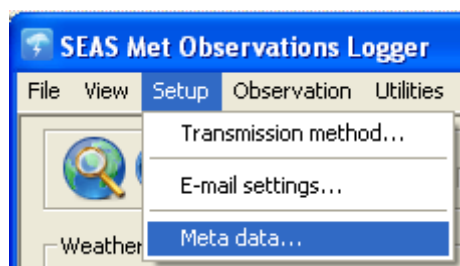 SEAS Met Observations Logger
File View Setup Observation Utilities
Transmission method...
E-mail settings...
Meta data...
Weather